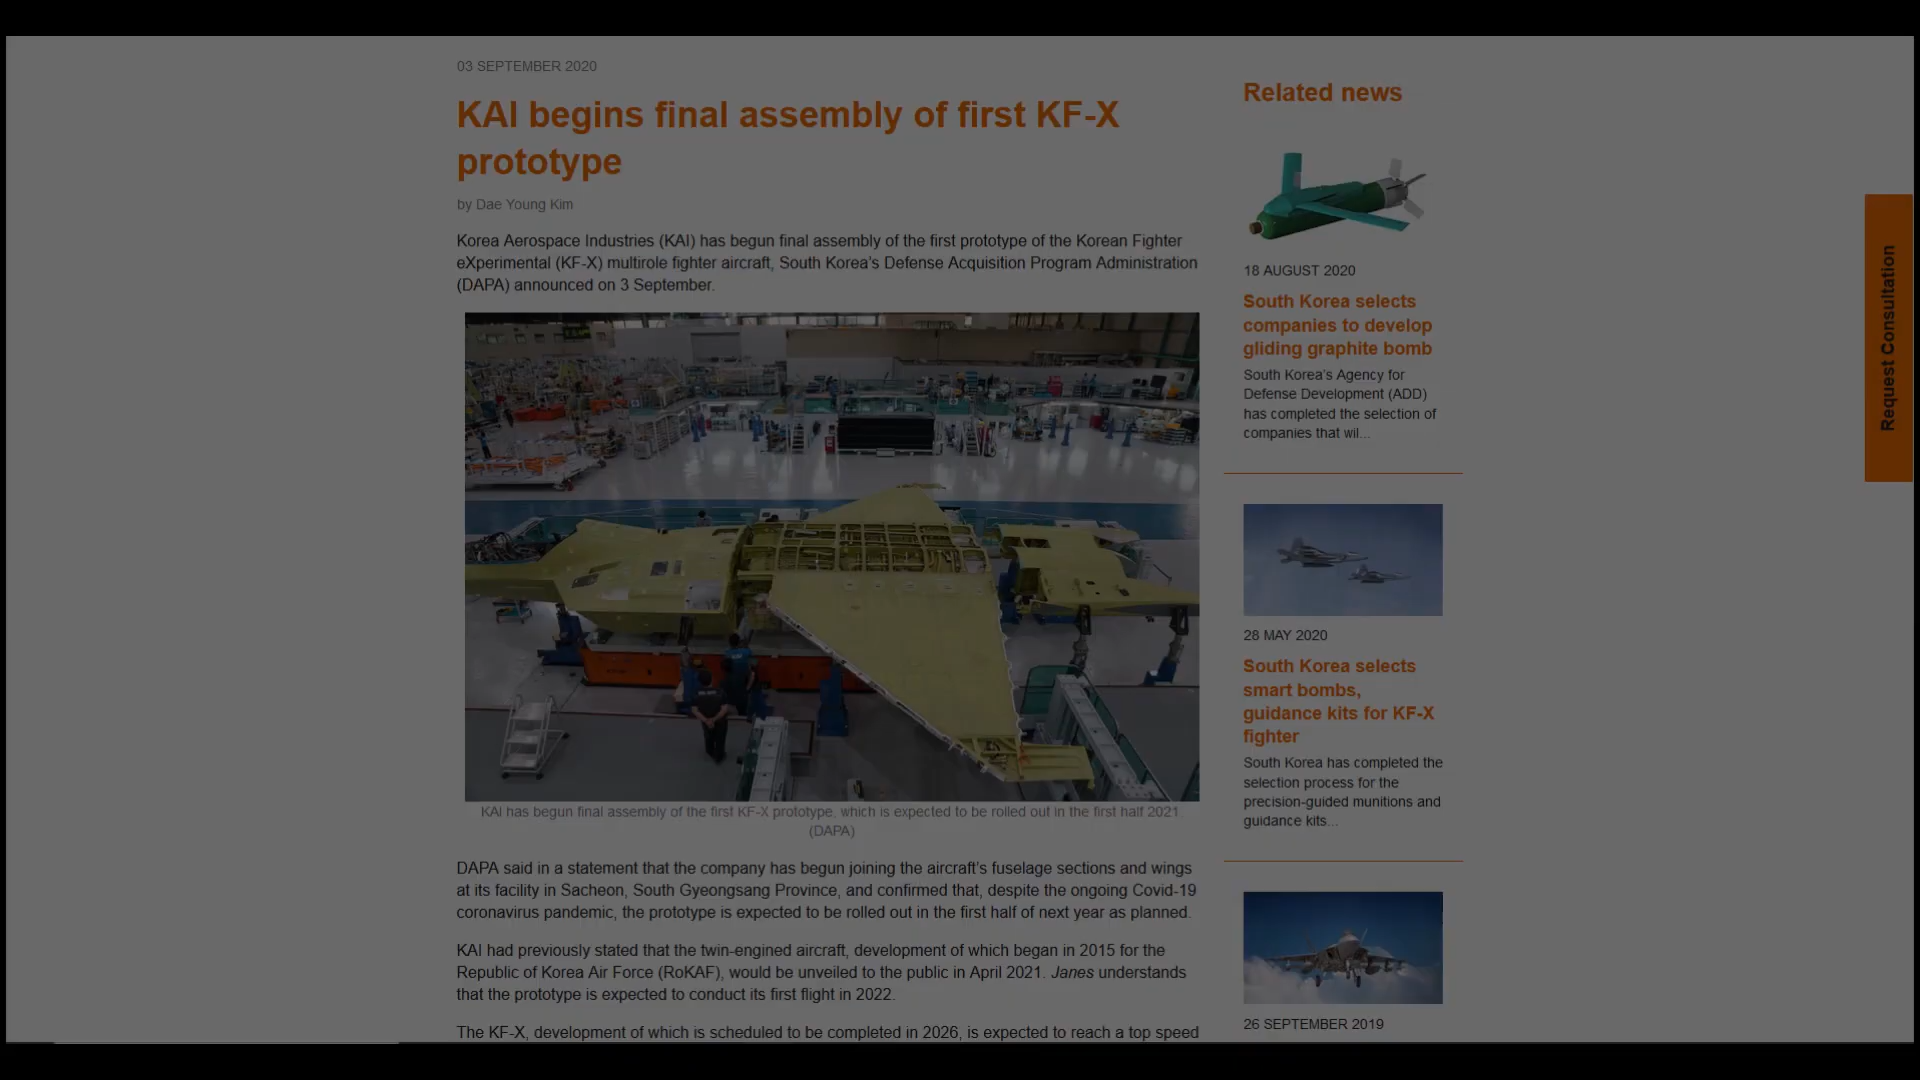 03 SEPTEMBER 2020
KAI begins final assembly of first KF-X
prototype
by Dae Young Kim
Korea Aerospace Industries (KAI) has begun final assembly of the first prototype of the Korean Fighter
eXperimental (KF-X) multirole fighter aircraft, South Korea’s Defense Acquisition Program Administration
(DAPA) announced on 3 September.
KAI has begun final assembly of the first KF-X prototype, which is expected to be rolled out in the first half 2021.
(DAPA)
DAPA said in a statement that the company has begun joining the aircraft’s fuselage sections and wings
at its facility in Sacheon, South Gyeongsang Province, and confirmed that, despite the ongoing Covid-19
coronavirus pandemic, the prototype is expected to be rolled out in the first half of next year as planned.
KAI had previously stated that the twin-engined aircraft, development of which began in 2015 for the
Republic of Korea Air Force (RoKAF), would be unveiled to the public in April 2021. Janes understands
that the prototype is expected to conduct its first flight in 2022.
The KF-X, development of which is scheduled to be completed in 2026, is expected to reach a top speed
Related news
18 AUGUST 2020
South Korea selects
companies to develop
gliding graphite bomb
South Korea’s Agency for
Defense Development (ADD)
has completed the selection of
companies that wil...
28 MAY 2020
South Korea selects
smart bombs,
guidance kits for KF-X
fighter
South Korea has completed the
selection process for the
precision-guided munitions and
guidance kits...
26 SEPTEMBER 2019
Request Consultation